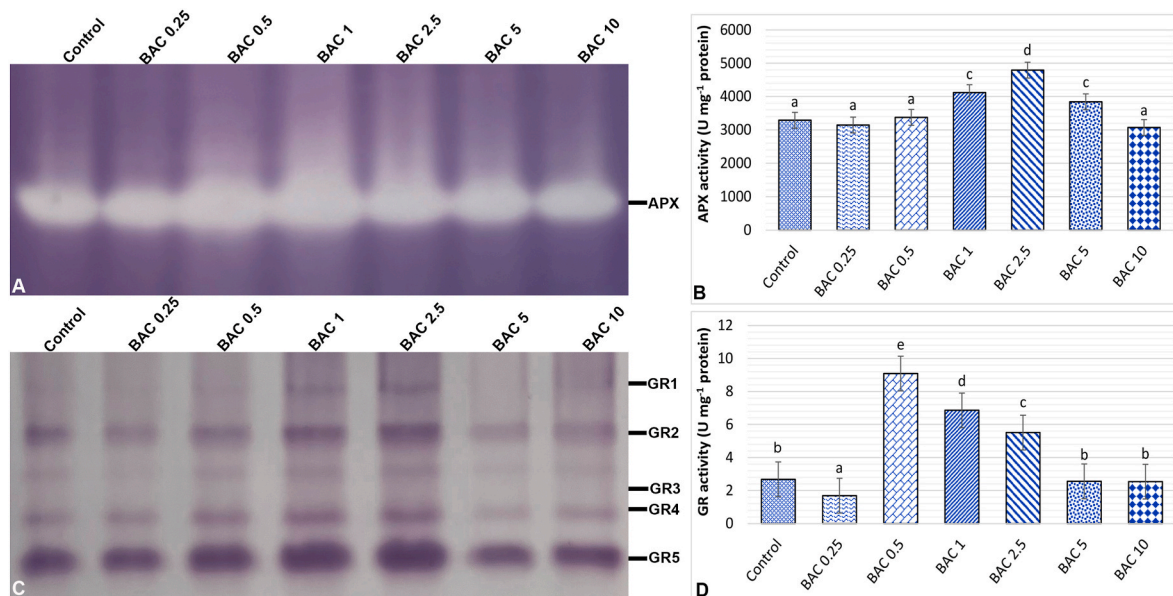 Control BAC 0.25 BAC 0.5 BAC 1 BAC 2.5 BAC 5 BAC 10
APX
A
APX activity (U mg⁻¹ protein)
6000
5000
4000
3000
2000
1000
0
a a a c d c a
Control BAC 0.25 BAC 0.5 BAC 1 BAC 2.5 BAC 5 BAC 10
B
Control BAC 0.25 BAC 0.5 BAC 1 BAC 2.5 BAC 5 BAC 10
GR1
GR2
GR3
GR4
GR5
C
GR activity (U mg⁻¹ protein)
12
10
8
6
4
2
0
b a e d c b b
Control BAC 0.25 BAC 0.5 BAC 1 BAC 2.5 BAC 5 BAC 10
D